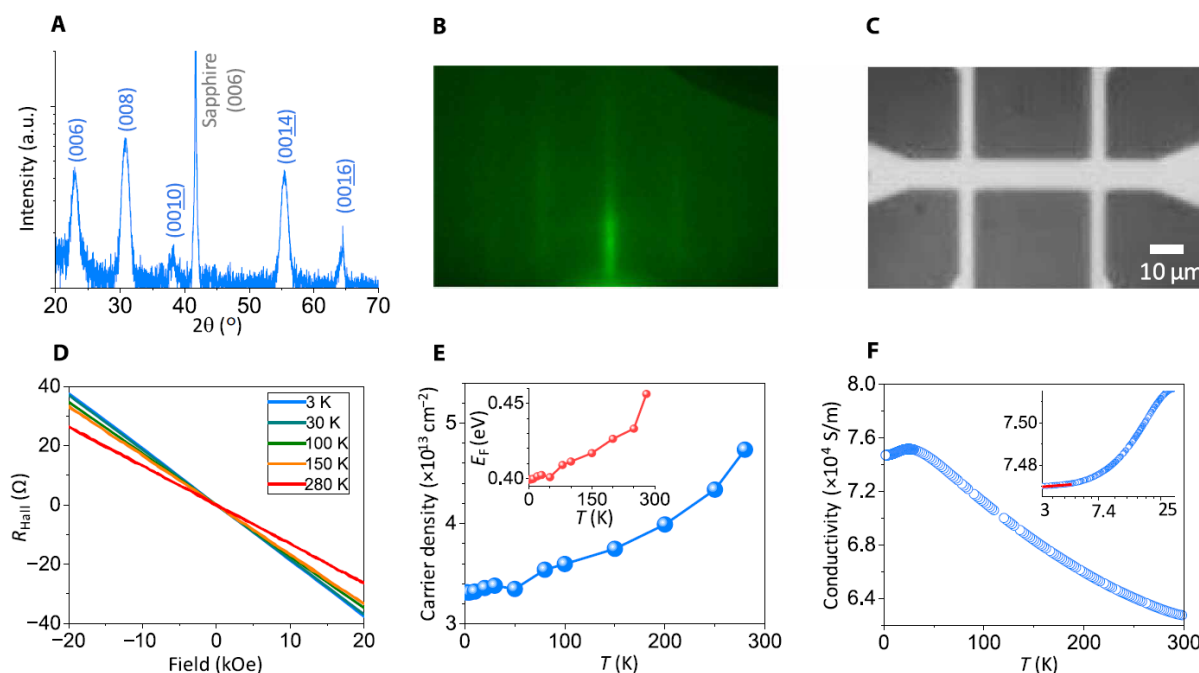 A
Intensity (a.u.)
(006)
(008)
(0010)
Sapphire
(006)
(0014)
(0016)
20 30 40 50 60 70
2θ (°)
B
C
10 µm
D
R_Hall (Ω)
40
20
0
−20
−40
3 K
30 K
100 K
150 K
280 K
−20 −10 0 10 20
Field (kOe)
E
Carrier density (×10¹³ cm⁻²)
5
4
3
E_F (eV)
0.45
0.40
0 150 300
T (K)
0 100 200 300
T (K)
F
Conductivity (×10⁴ S/m)
8.0
7.6
7.2
6.8
6.4
7.50
7.48
3 7.4 25
0 100 200 300
T (K)